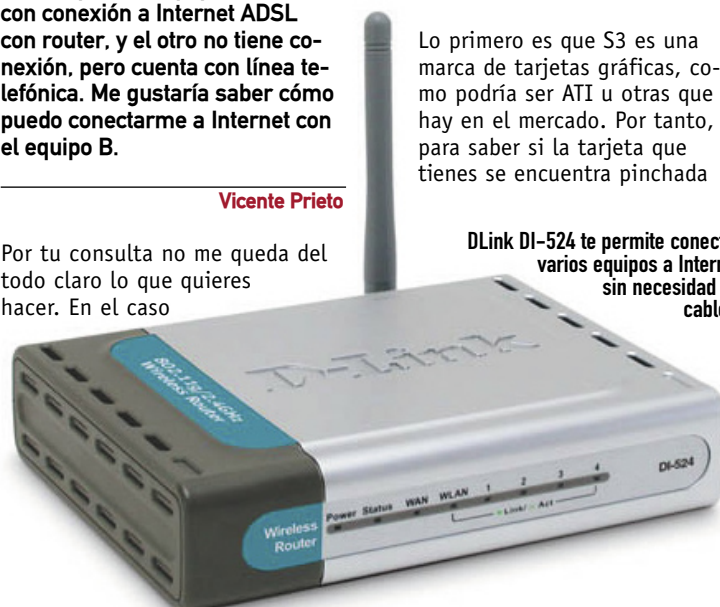 con conexión a Internet ADSL
con router, y el otro no tiene co-
nexión, pero cuenta con línea te-
lefónica. Me gustaría saber cómo
puedo conectarme a Internet con
el equipo B.
Vicente Prieto
Por tu consulta no me queda del
todo claro lo que quieres
hacer. En el caso
Lo primero es que S3 es una
marca de tarjetas gráficas, co-
mo podría ser ATI u otras que
hay en el mercado. Por tanto,
para saber si la tarjeta que
tienes se encuentra pinchada
DLink DI-524 te permite conect
varios equipos a Intern
sin necesidad
cable
802.11g/2.4GHz
Wireless Router
D-Link
DI-524
Power Status WAN WLAN 1 2 3 4
Link/ Act
Wireless
Router